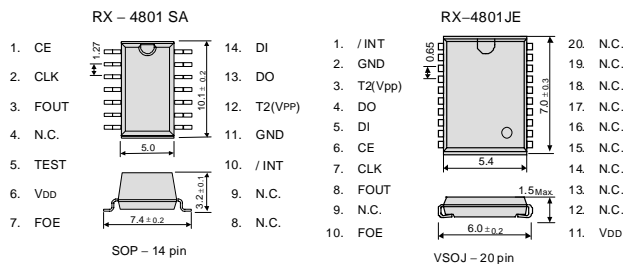 RX – 4801 SA
1. CE
2. CLK
3. FOUT
4. N.C.
5. TEST
6. VDD
7. FOE
1.27
10.1 ± 0.2
5.0
3.2 ± 0.1
7.4 ± 0.2
14. DI
13. DO
12. T2(VPP)
11. GND
10. / INT
9. N.C.
8. N.C.
SOP – 14 pin
RX–4801JE
1. / INT
2. GND
3. T2(Vpp)
4. DO
5. DI
6. CE
7. CLK
8. FOUT
9. N.C.
10. FOE
0.65
7.0 ± 0.3
5.4
1.5 Max.
6.0 ± 0.2
20. N.C.
19. N.C.
18. N.C.
17. N.C.
16. N.C.
15. N.C.
14. N.C.
13. N.C.
12. N.C.
11. VDD
VSOJ – 20 pin